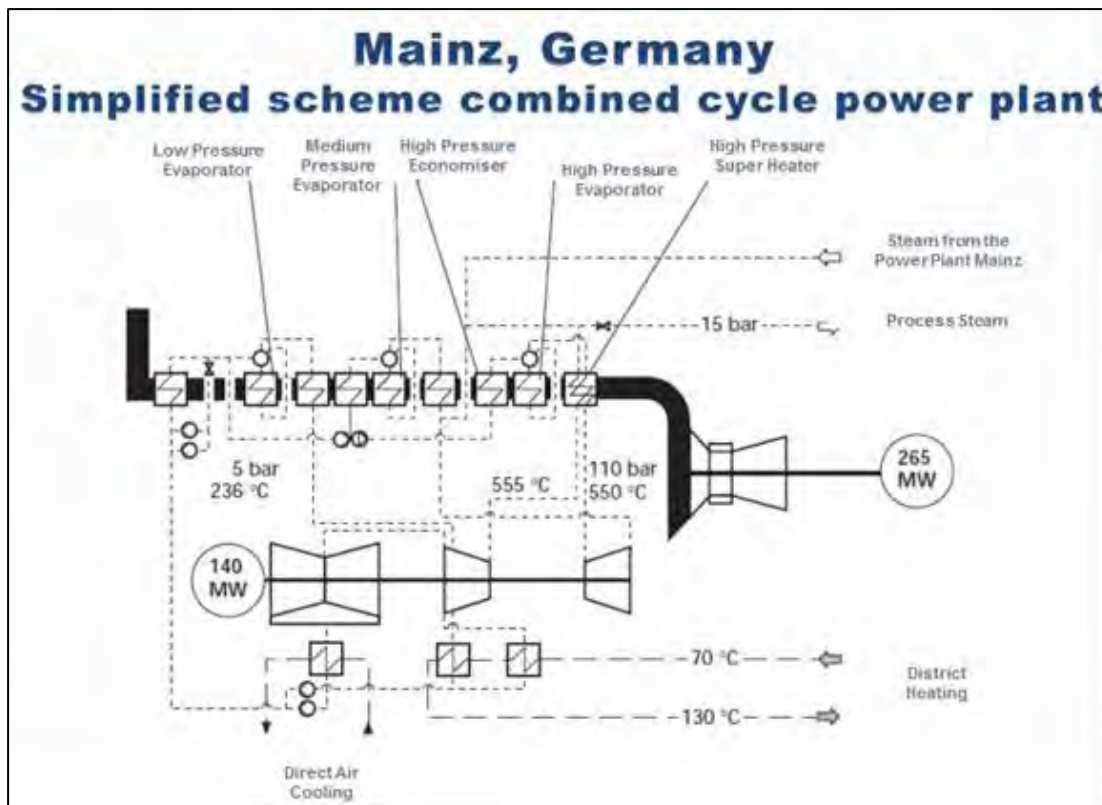 Mainz, Germany
Simplified scheme combined cycle power plant
Low Pressure
Evaporator
Medium
Pressure
Evaporator
High Pressure
Economiser
High Pressure
Evaporator
High Pressure
Super Heater
Steam from the
Power Plant Mainz
15 bar
Process Steam
5 bar
236 °C
555 °C
110 bar
550 °C
265
MW
140
MW
70 °C
130 °C
District
Heating
Direct Air
Cooling